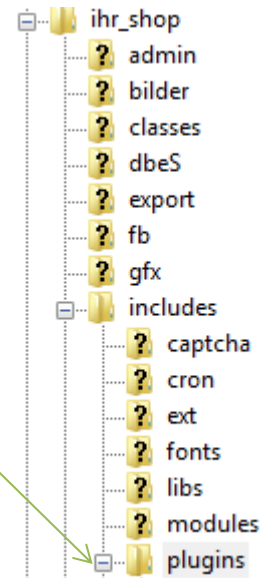 ihr_shop
admin
bilder
classes
dbeS
export
fb
gfx
includes
captcha
cron
ext
fonts
libs
modules
plugins